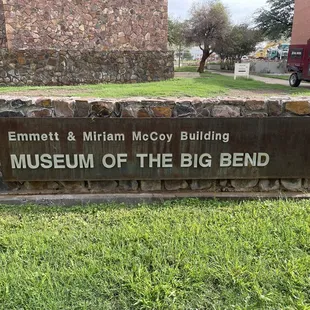 Emmett & Miriam McCoy Building
MUSEUM OF THE BIG BEND